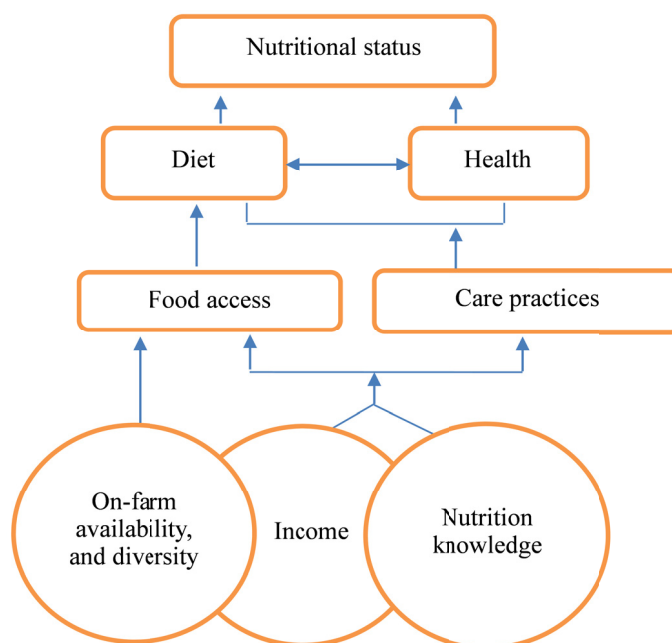 Nutritional status
Diet
Health
Food access
Care practices
On-farm
availability,
and diversity
Income
Nutrition
knowledge